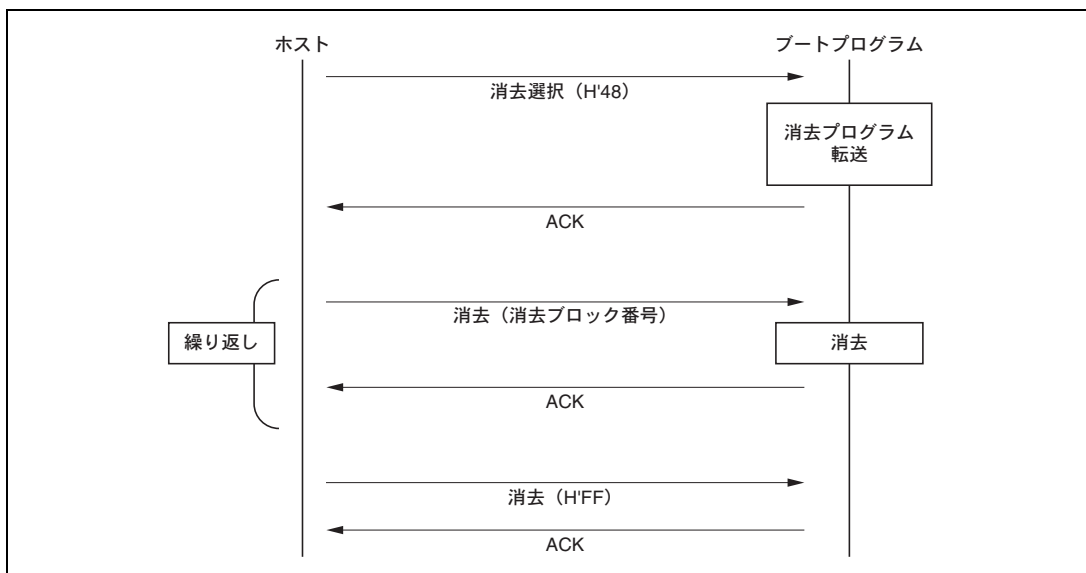 ホスト
ブートプログラム
消去選択（H'48）
消去プログラム
転送
ACK
消去（消去ブロック番号）
繰り返し
消去
ACK
消去（H'FF）
ACK